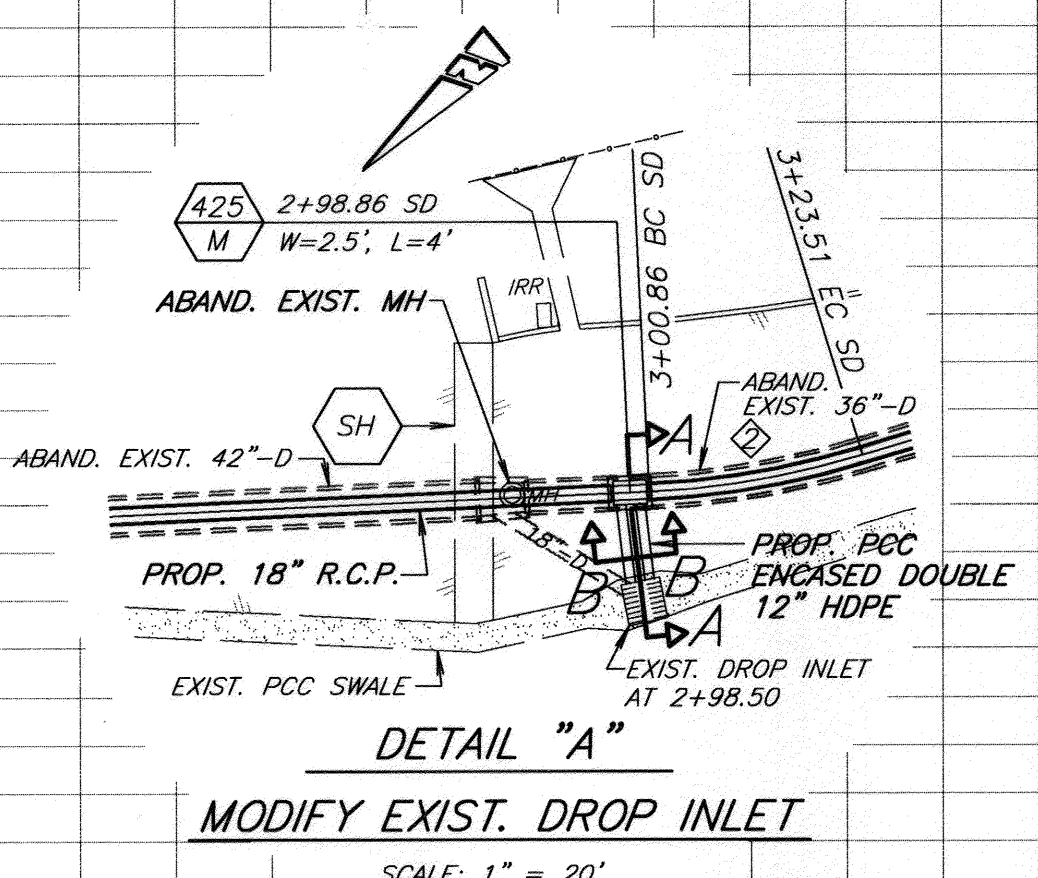 N
425
M
2+98.86 SD
W=2.5', L=4'
3+00.86 BC SD
3+23.51 EC SD
ABAND. EXIST. MH
IRR
SH
ABAND.
EXIST. 36"-D
2
A
ABAND. EXIST. 42"-D
MH
18"-D
PROP. 18" R.C.P.
B
B
PROP. PCC
ENCASED DOUBLE
12" HDPE
A
EXIST. PCC SWALE
EXIST. DROP INLET
AT 2+98.50
DETAIL "A"
MODIFY EXIST. DROP INLET
SCALE: 1" = 20'